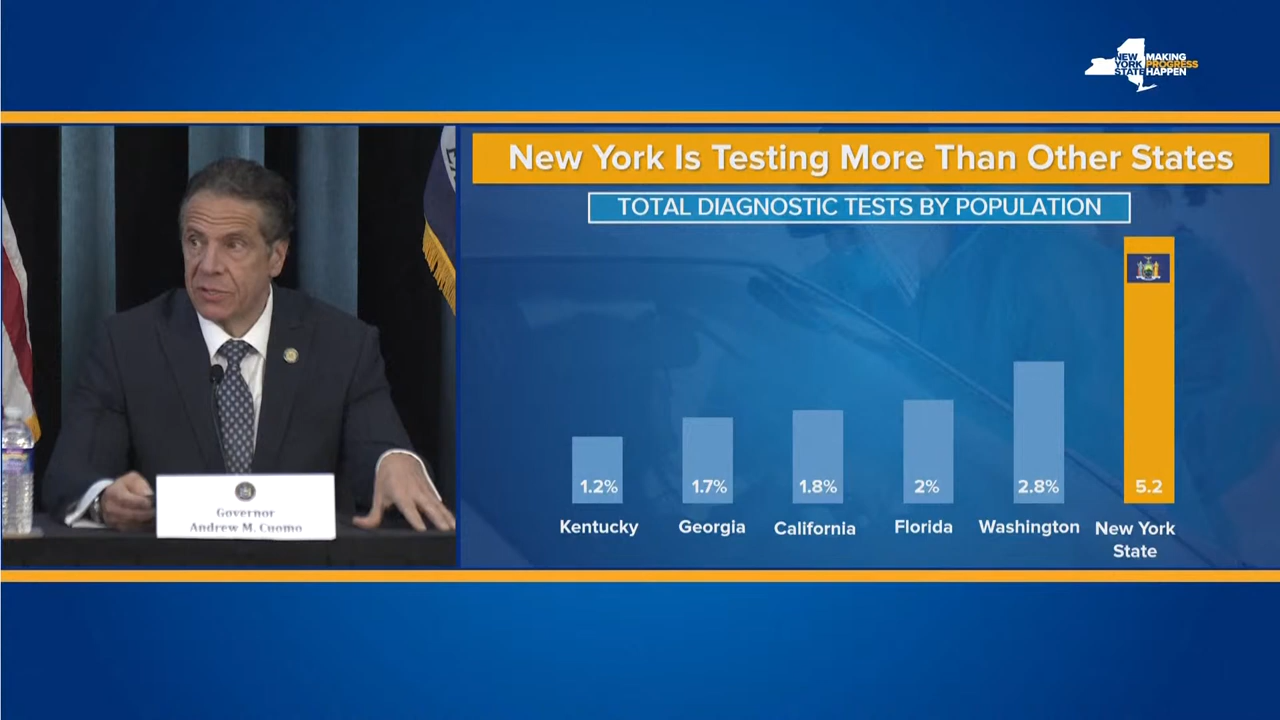 NEW
YORK
STATE
MAKING
PROGRESS
HAPPEN
New York Is Testing More Than Other States
TOTAL DIAGNOSTIC TESTS BY POPULATION
1.2%
1.7%
1.8%
2%
2.8%
5.2
Kentucky
Georgia
California
Florida
Washington
New York
State
Governor
Andrew M. Cuomo